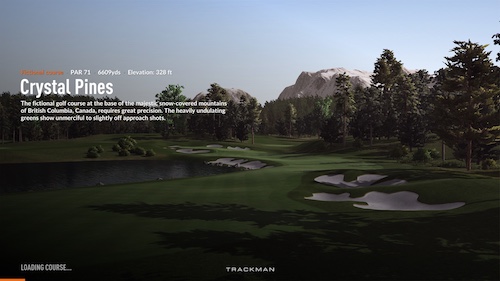 Fictional course PAR 71 6609yds Elevation: 328 ft
Crystal Pines
The fictional golf course at the base of the majestic snow-covered mountains
of British Columbia, Canada, requires great precision. The heavily undulating
greens show unmerciful to slightly off approach shots.
LOADING COURSE...
TRACKMAN